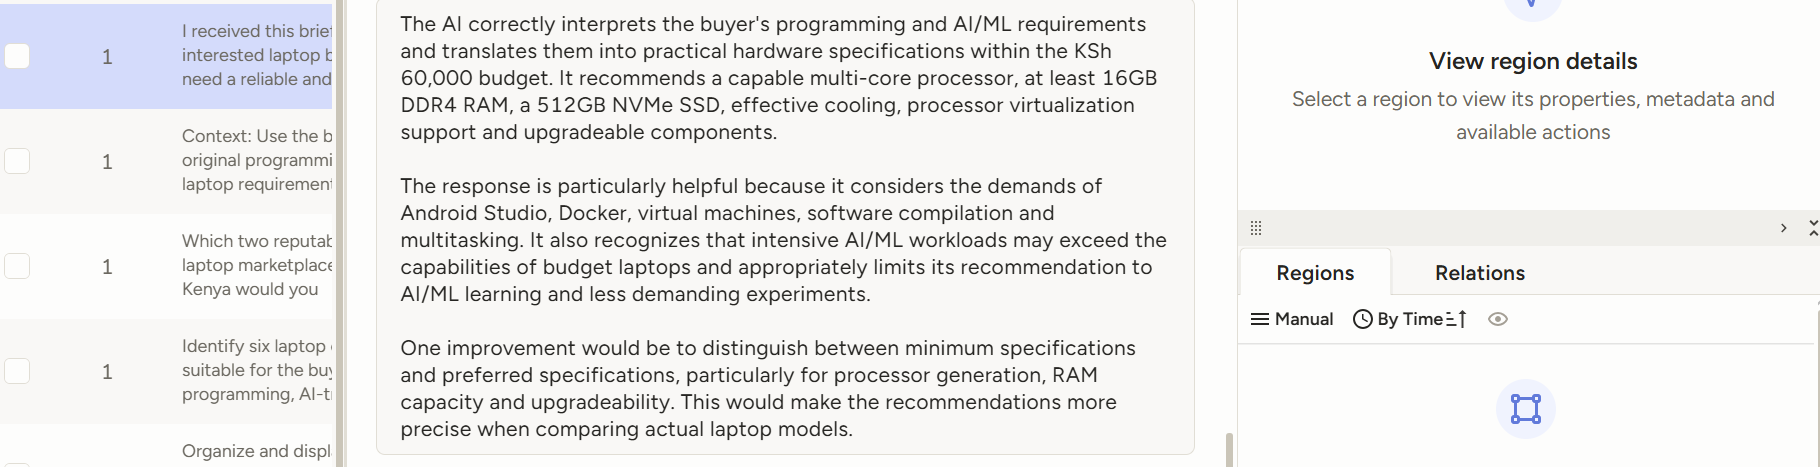 1
I received this brief
interested laptop b
need a reliable and
1
Context: Use the b
original programmi
laptop requirement
1
Which two reputab
laptop marketplace
Kenya would you
1
Identify six laptop
suitable for the buy
programming, AI-t
Organize and displ
The AI correctly interprets the buyer's programming and AI/ML requirements
and translates them into practical hardware specifications within the KSh
60,000 budget. It recommends a capable multi-core processor, at least 16GB
DDR4 RAM, a 512GB NVMe SSD, effective cooling, processor virtualization
support and upgradeable components.
The response is particularly helpful because it considers the demands of
Android Studio, Docker, virtual machines, software compilation and
multitasking. It also recognizes that intensive AI/ML workloads may exceed the
capabilities of budget laptops and appropriately limits its recommendation to
AI/ML learning and less demanding experiments.
One improvement would be to distinguish between minimum specifications
and preferred specifications, particularly for processor generation, RAM
capacity and upgradeability. This would make the recommendations more
precise when comparing actual laptop models.
View region details
Select a region to view its properties, metadata and
available actions
Regions
Relations
Manual
By Time